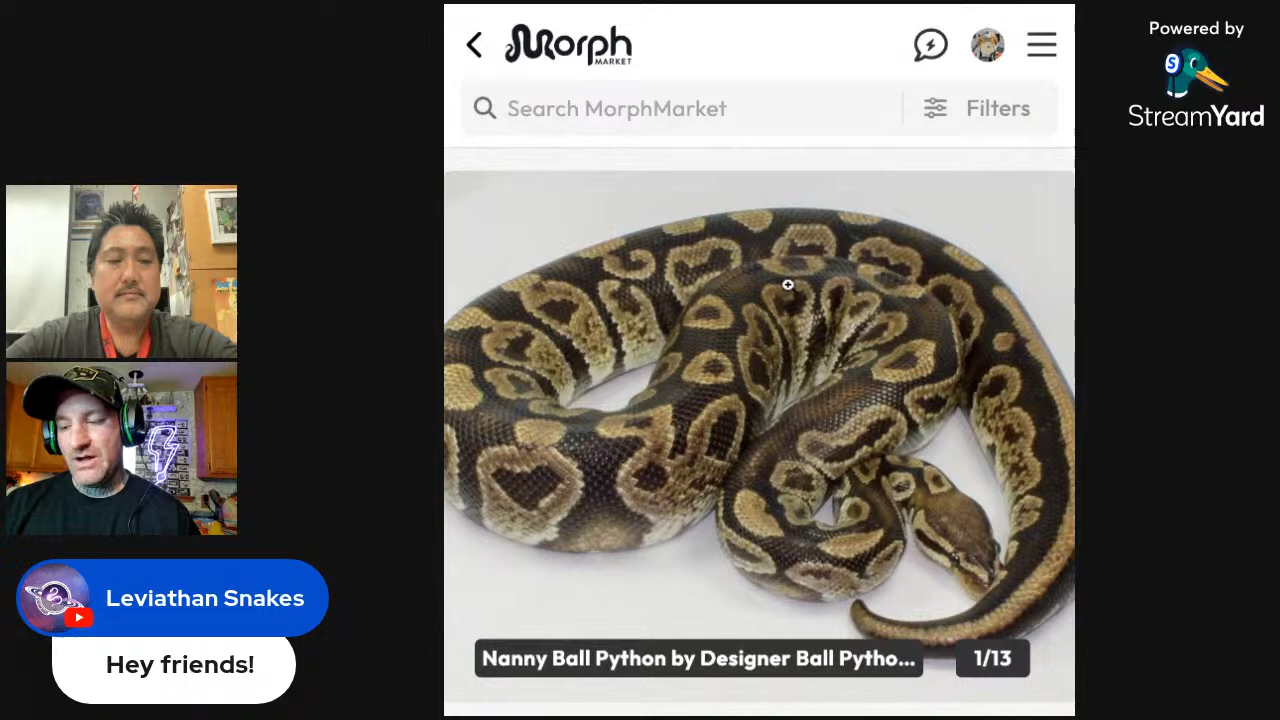 Morph
MARKET
Search MorphMarket
Filters
Powered by
StreamYard
Nanny Ball Python by Designer Ball Pytho...
1/13
Leviathan Snakes
Hey friends!